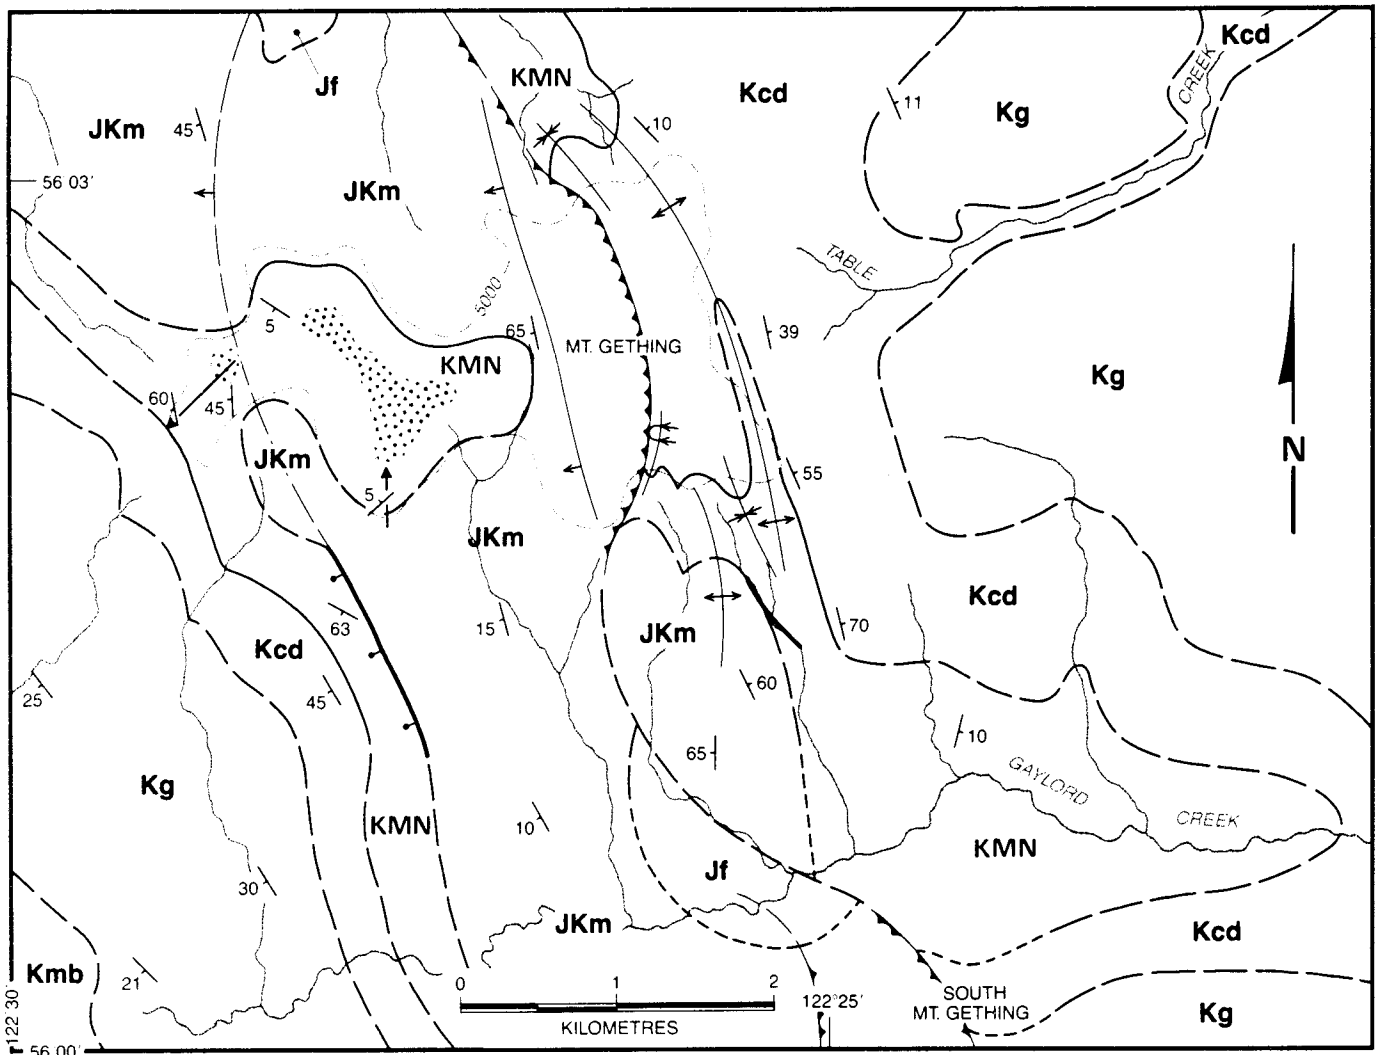 Kcd
CREEK
KMN
Jf
Kcd
11
Kg
JKm
45
10
56 03′
JKm
TABLE
5000
5
65
MT. GETHING
39
KMN
Kg
60
45
N
JKm
55
5
JKm
Kcd
63
15
JKm
70
Kcd
60
25
45
10
65
Kg
GAYLORD
10
KMN
CREEK
KMN
Jf
30
JKm
Kcd
Kmb
21
0
1
2
122°25′
SOUTH
MT. GETHING
Kg
KILOMETRES
122 30′
56 00′